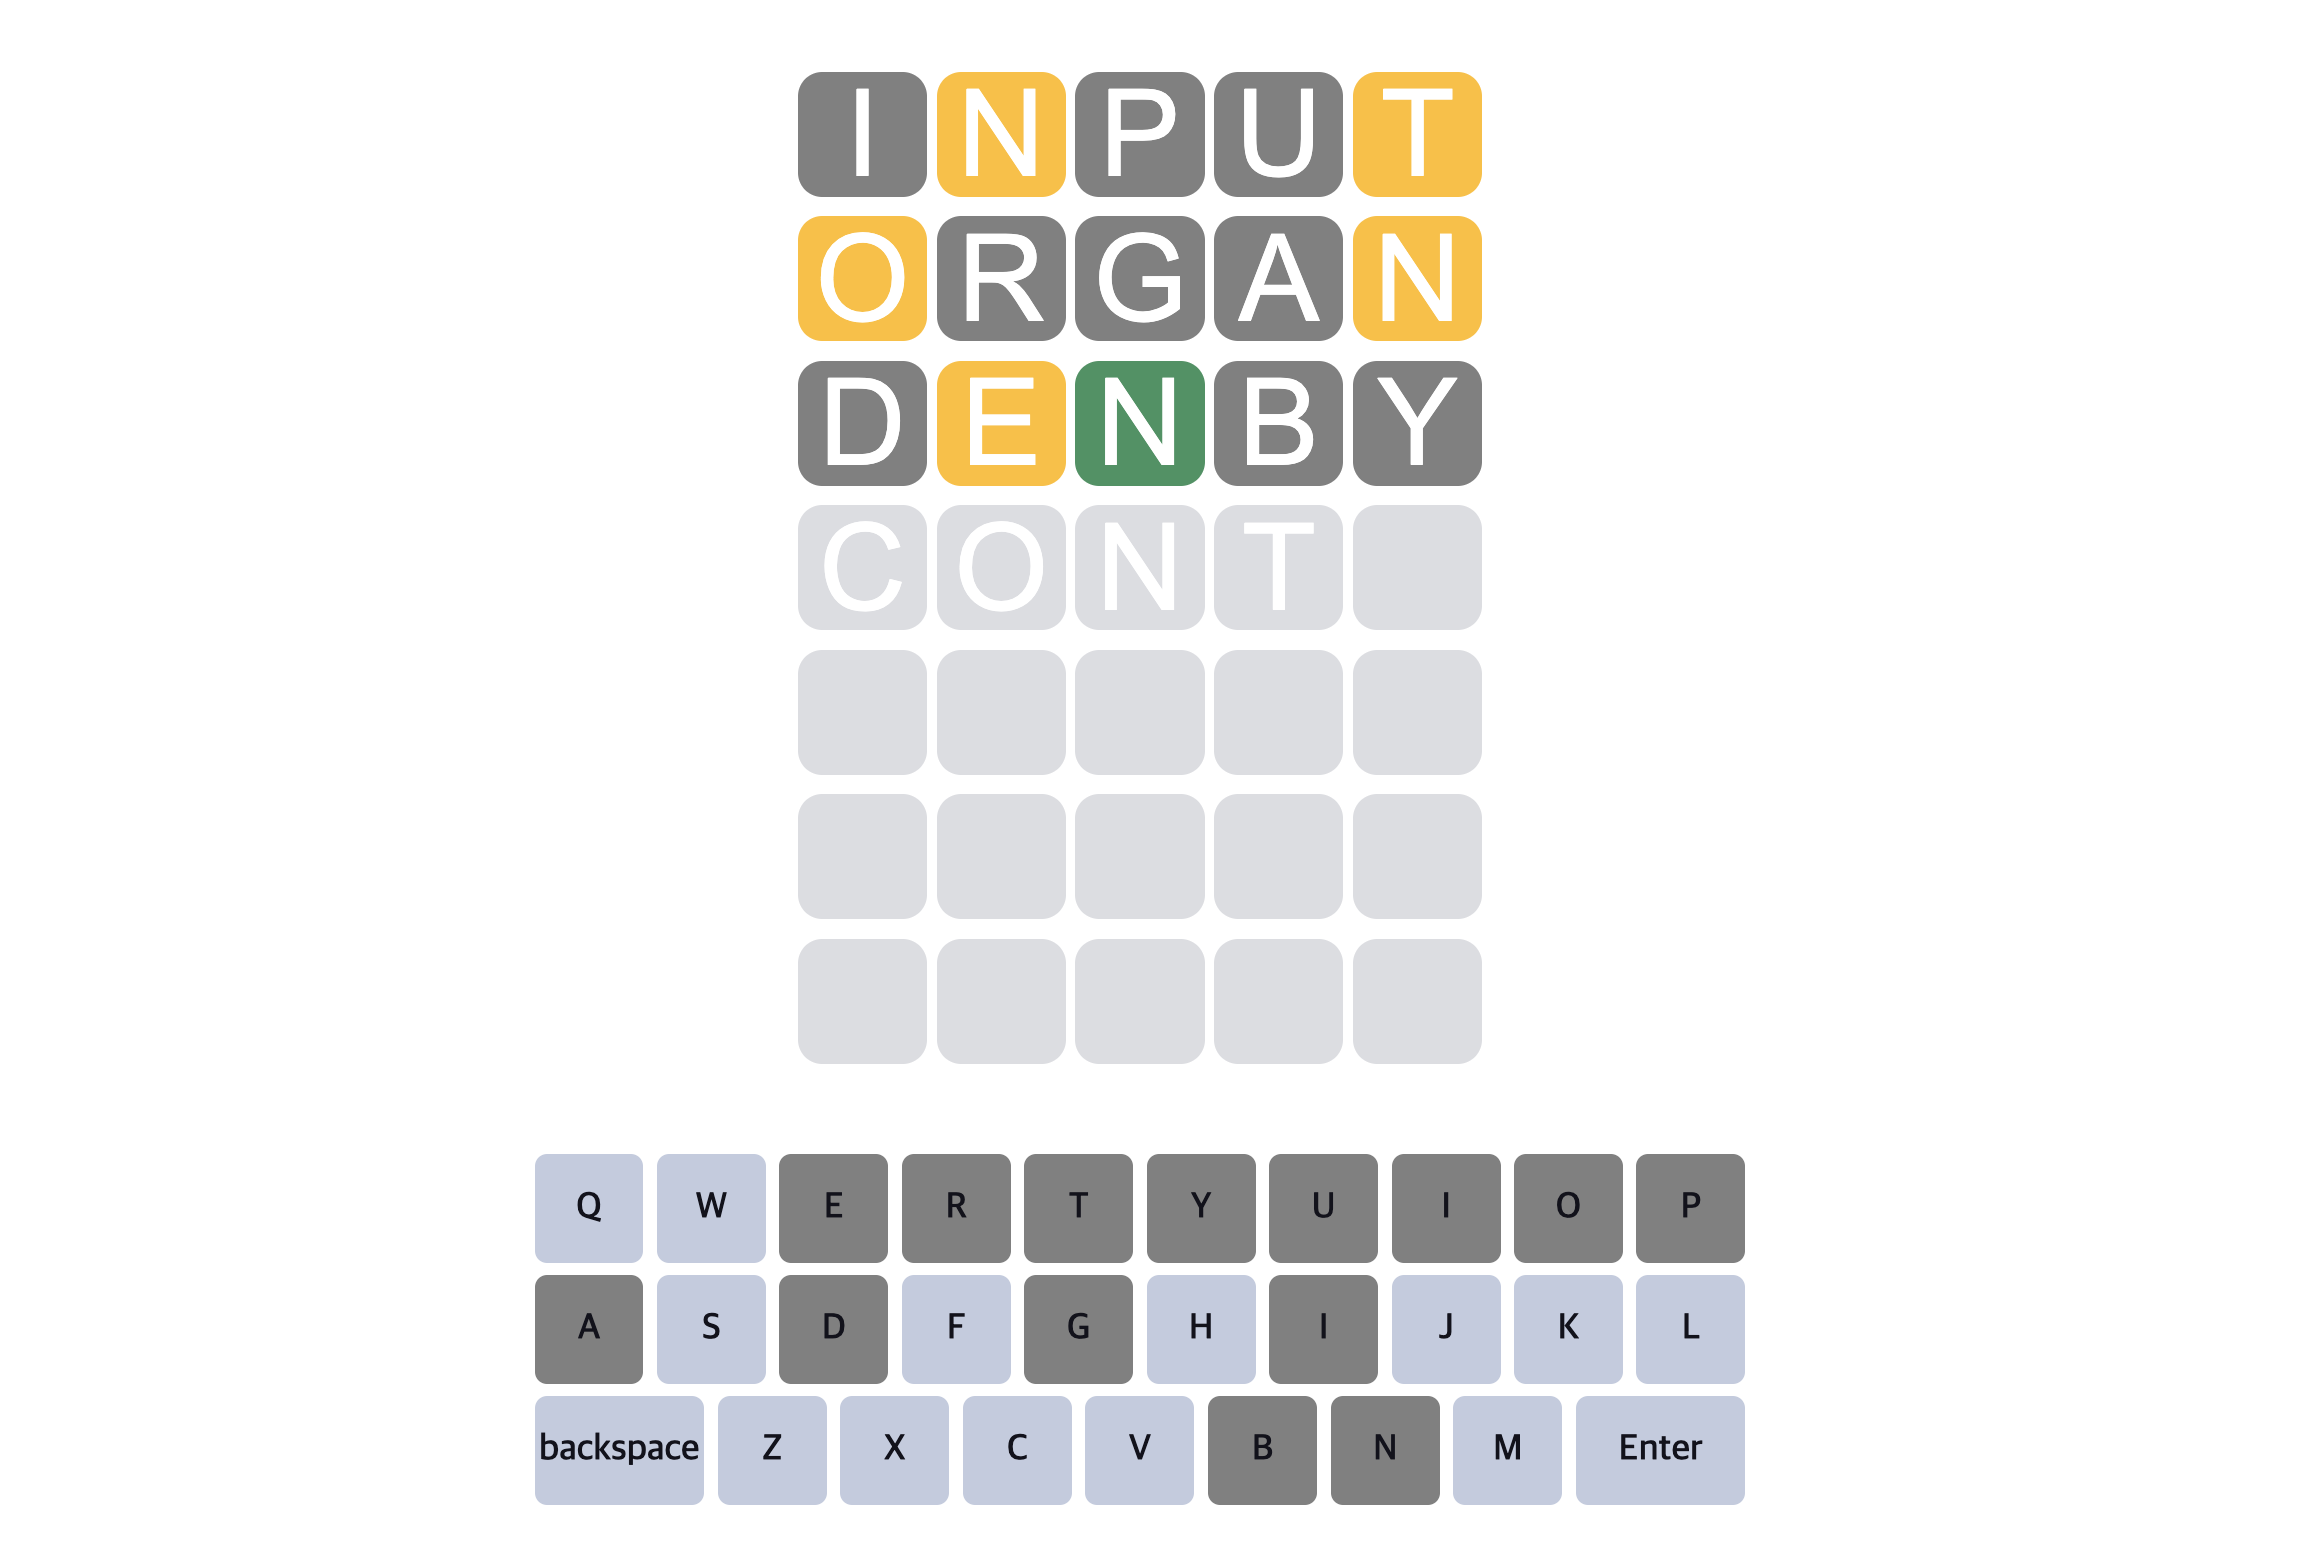 INPUT
ORGAN
DENBY
CONT
Q W E R T Y U I O P
A S D F G H I J K L
backspace Z X C V B N M Enter